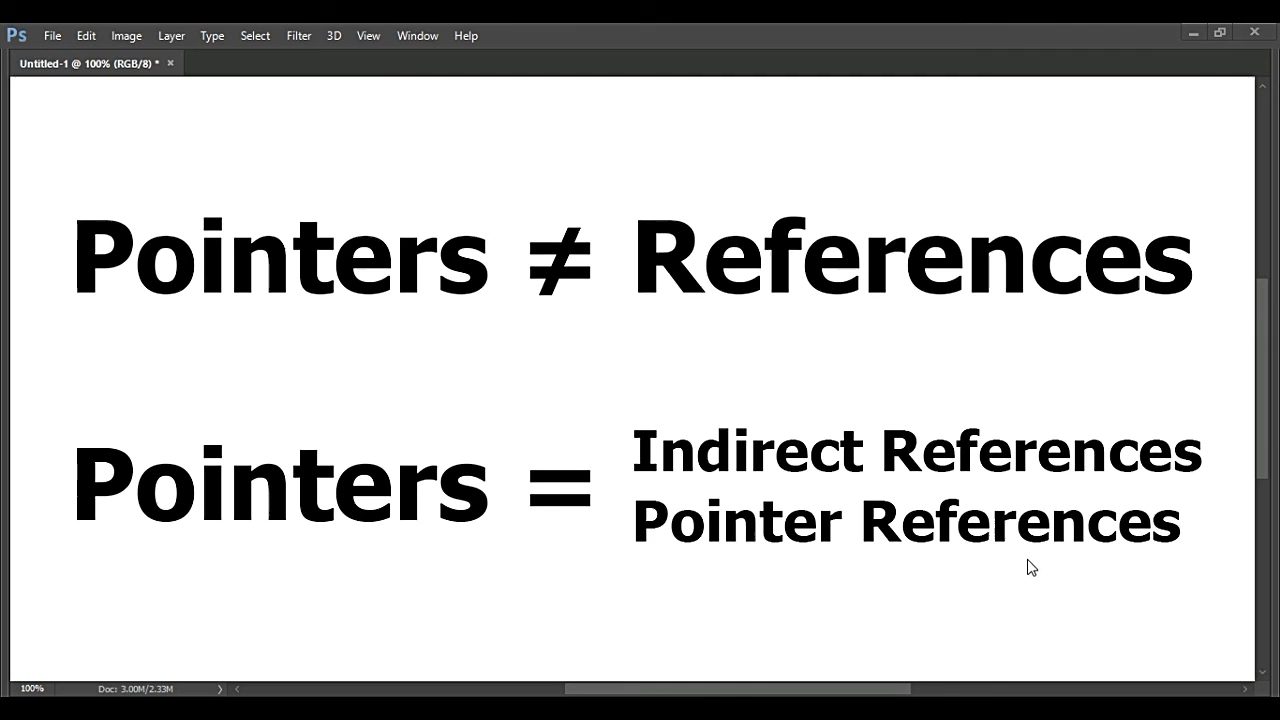 Ps File Edit Image Layer Type Select Filter 3D View Window Help
Untitled-1 @ 100% (RGB/8) *
Pointers ≠ References
Pointers = Indirect References
Pointer References
100% Doc: 3.00M/2.33M